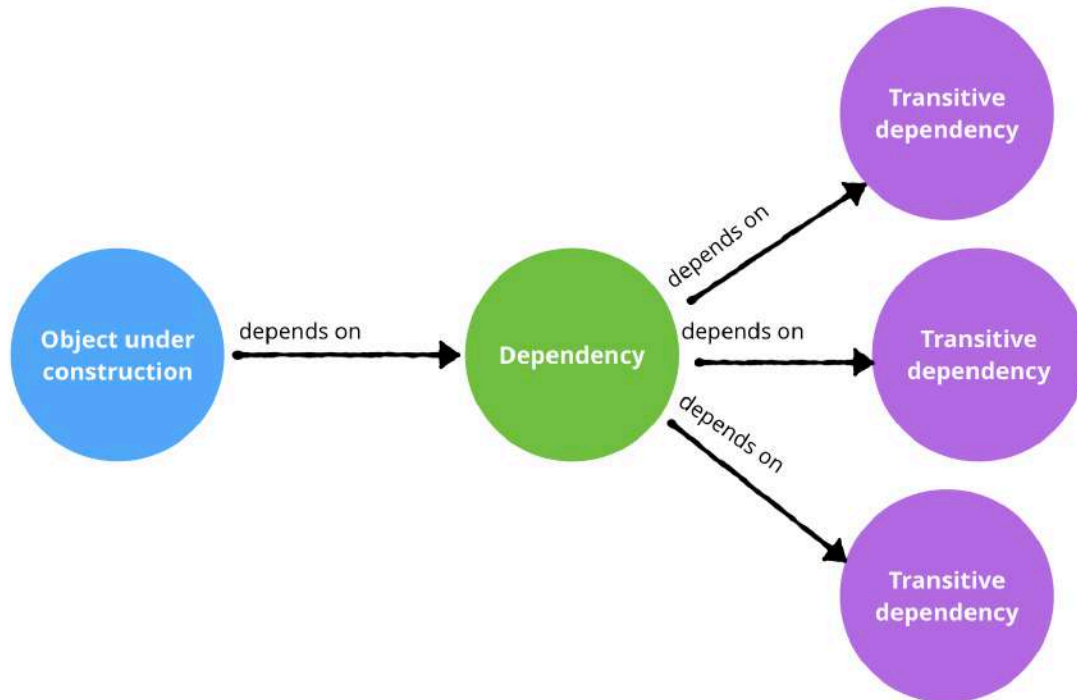 Object under
construction
depends on
Dependency
depends on
Transitive
dependency
depends on
Transitive
dependency
depends on
Transitive
dependency